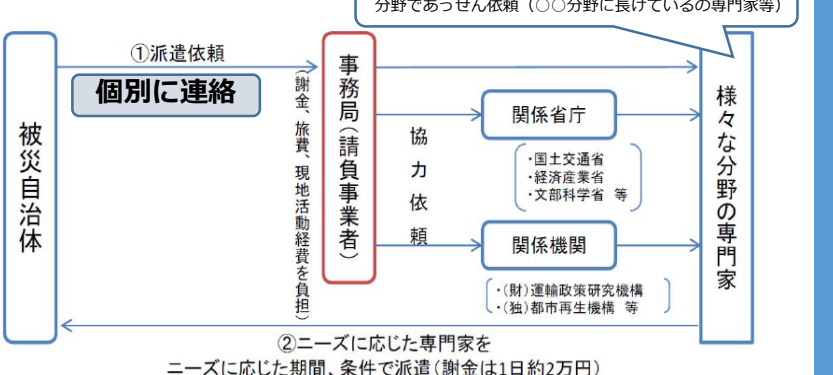 分野であっせん依頼（○○分野に長けているの専門家等）
①派遣依頼
個別に連絡
被災自治体
（謝金、旅費、現地活動経費を負担）
事務局（請負事業者）
協力依頼
関係省庁
・国土交通省
・経済産業省
・文部科学省 等
関係機関
・（財）運輸政策研究機構
・（独）都市再生機構 等
様々な分野の専門家
②ニーズに応じた専門家を
ニーズに応じた期間、条件で派遣（謝金は1日約2万円）